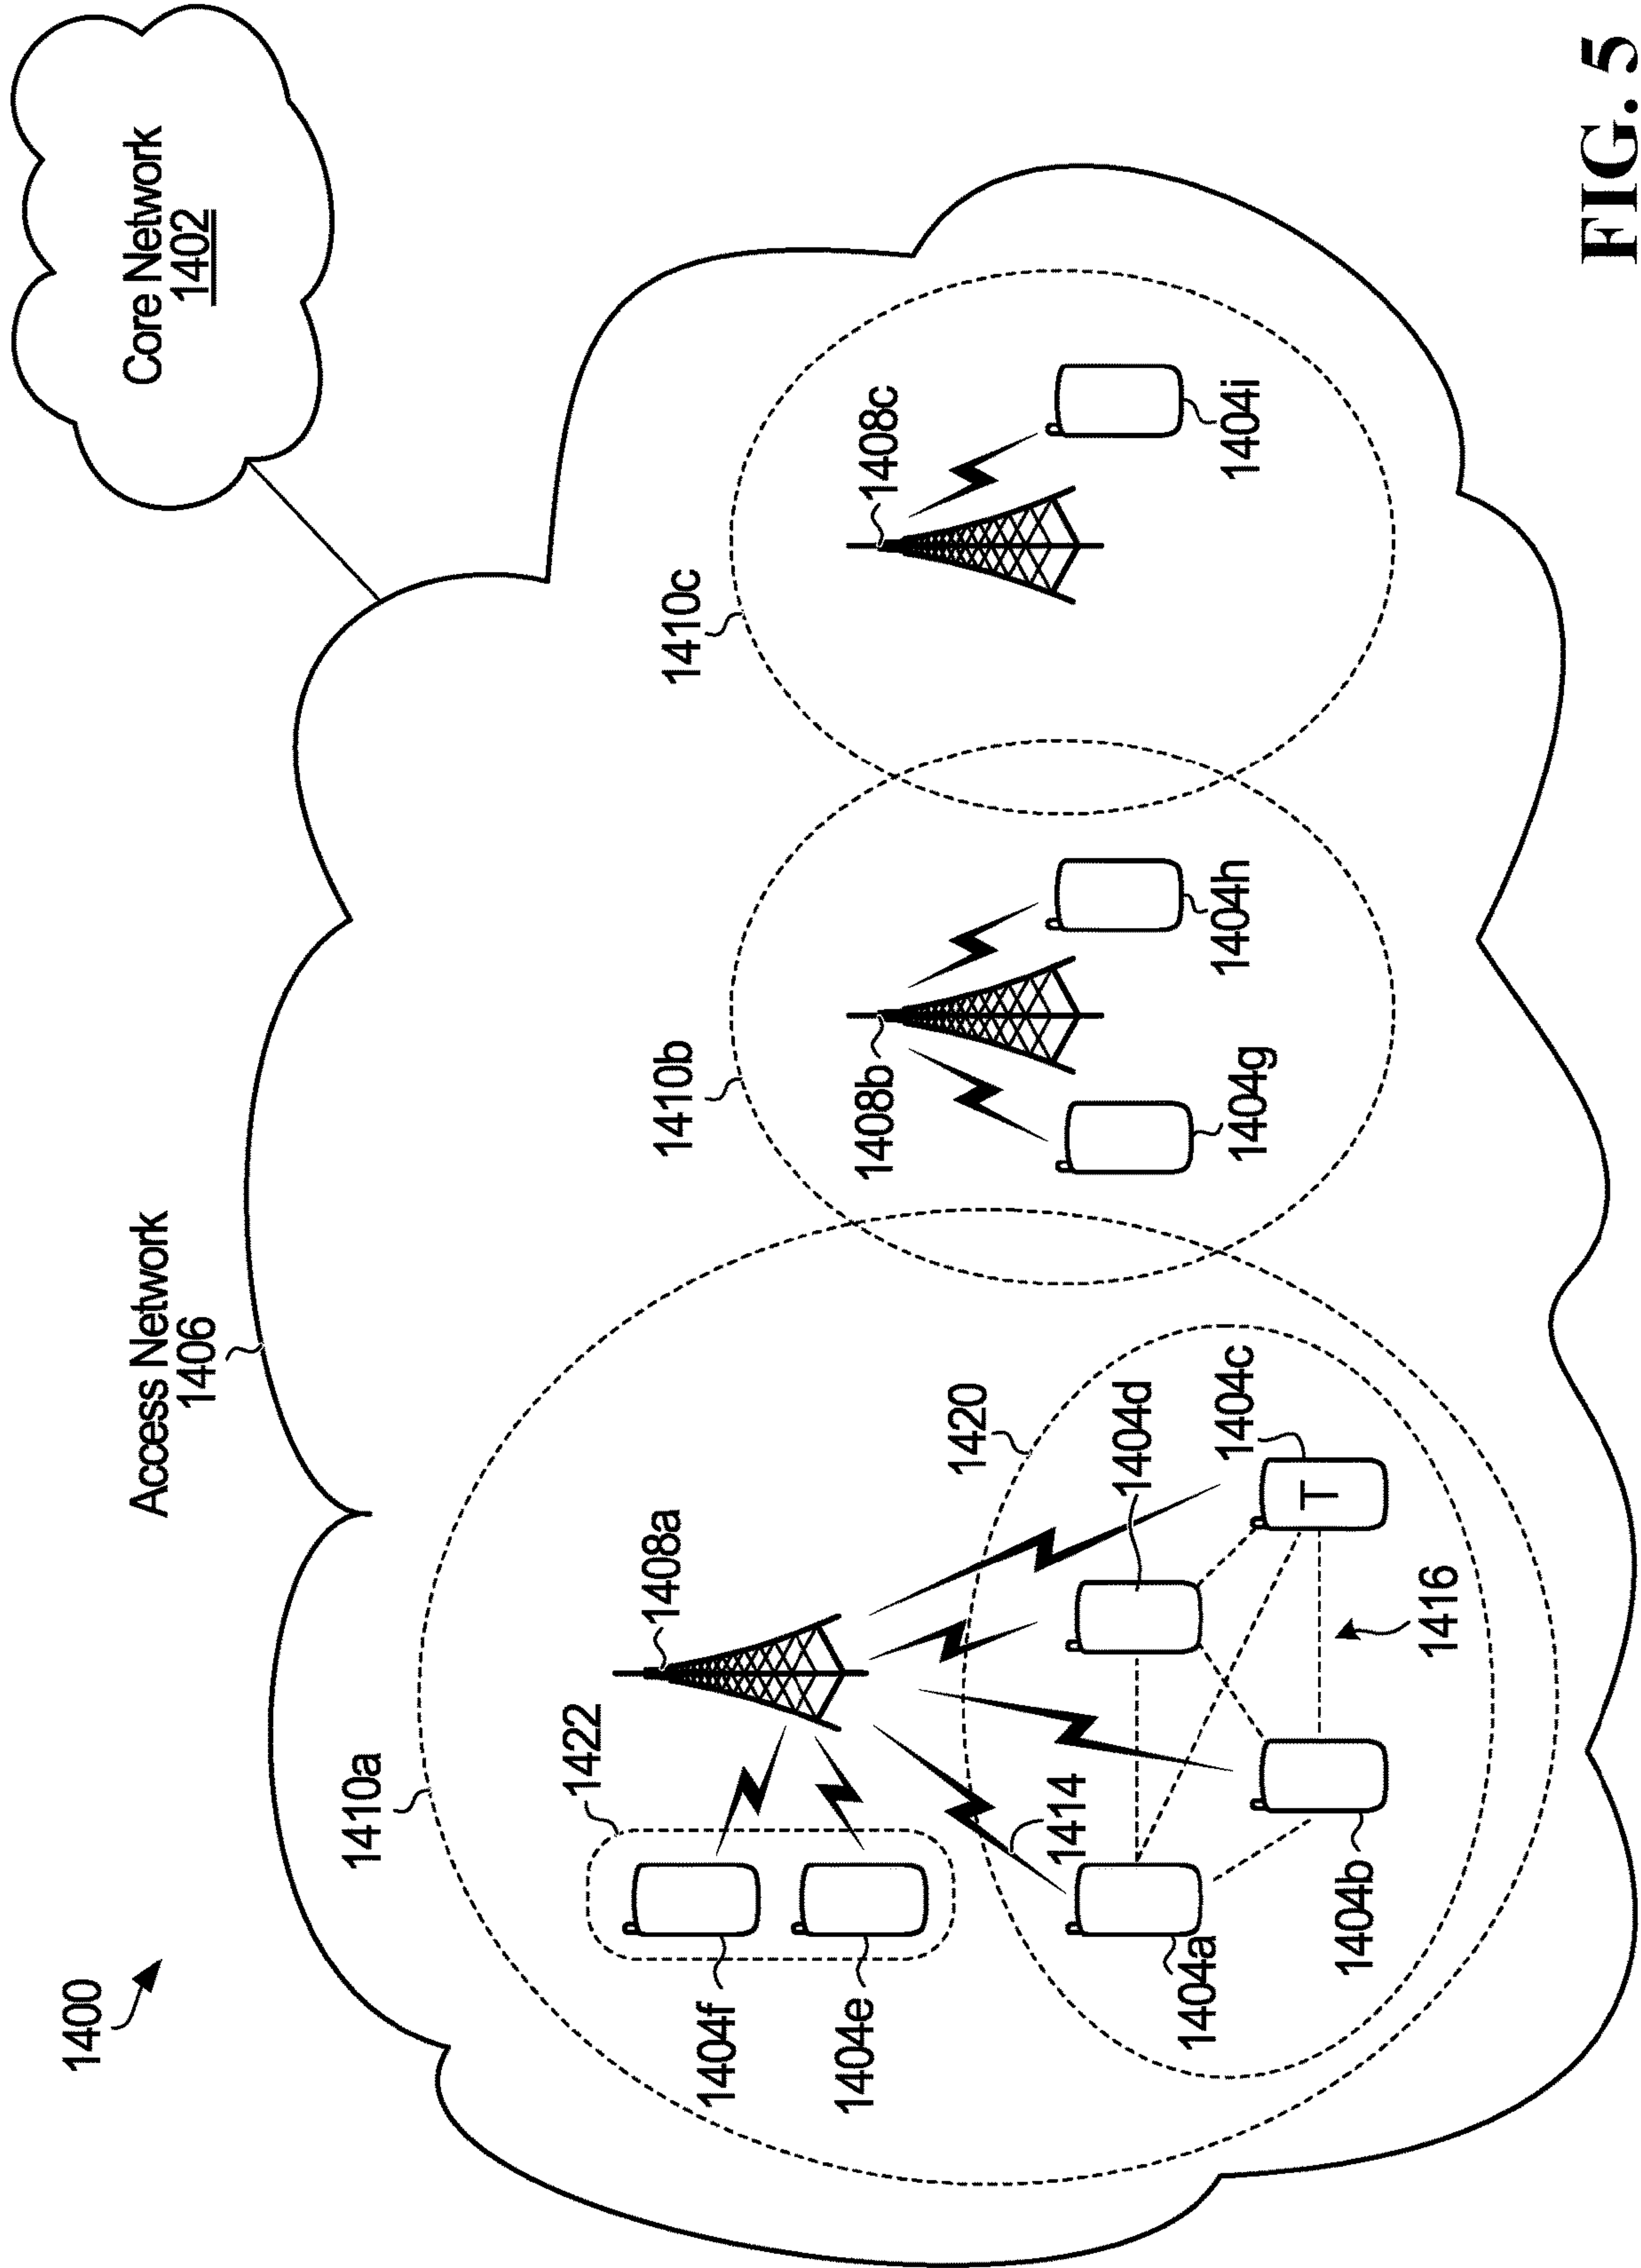 1400
Access Network
1406
Core Network
1402
1410a
1422
1408a
1404f
1404e
1414
1420
1404d
1404c
T
1416
1404a
1404b
1410b
1408b
1404g
1404h
1410c
1408c
1404i
FIG. 5